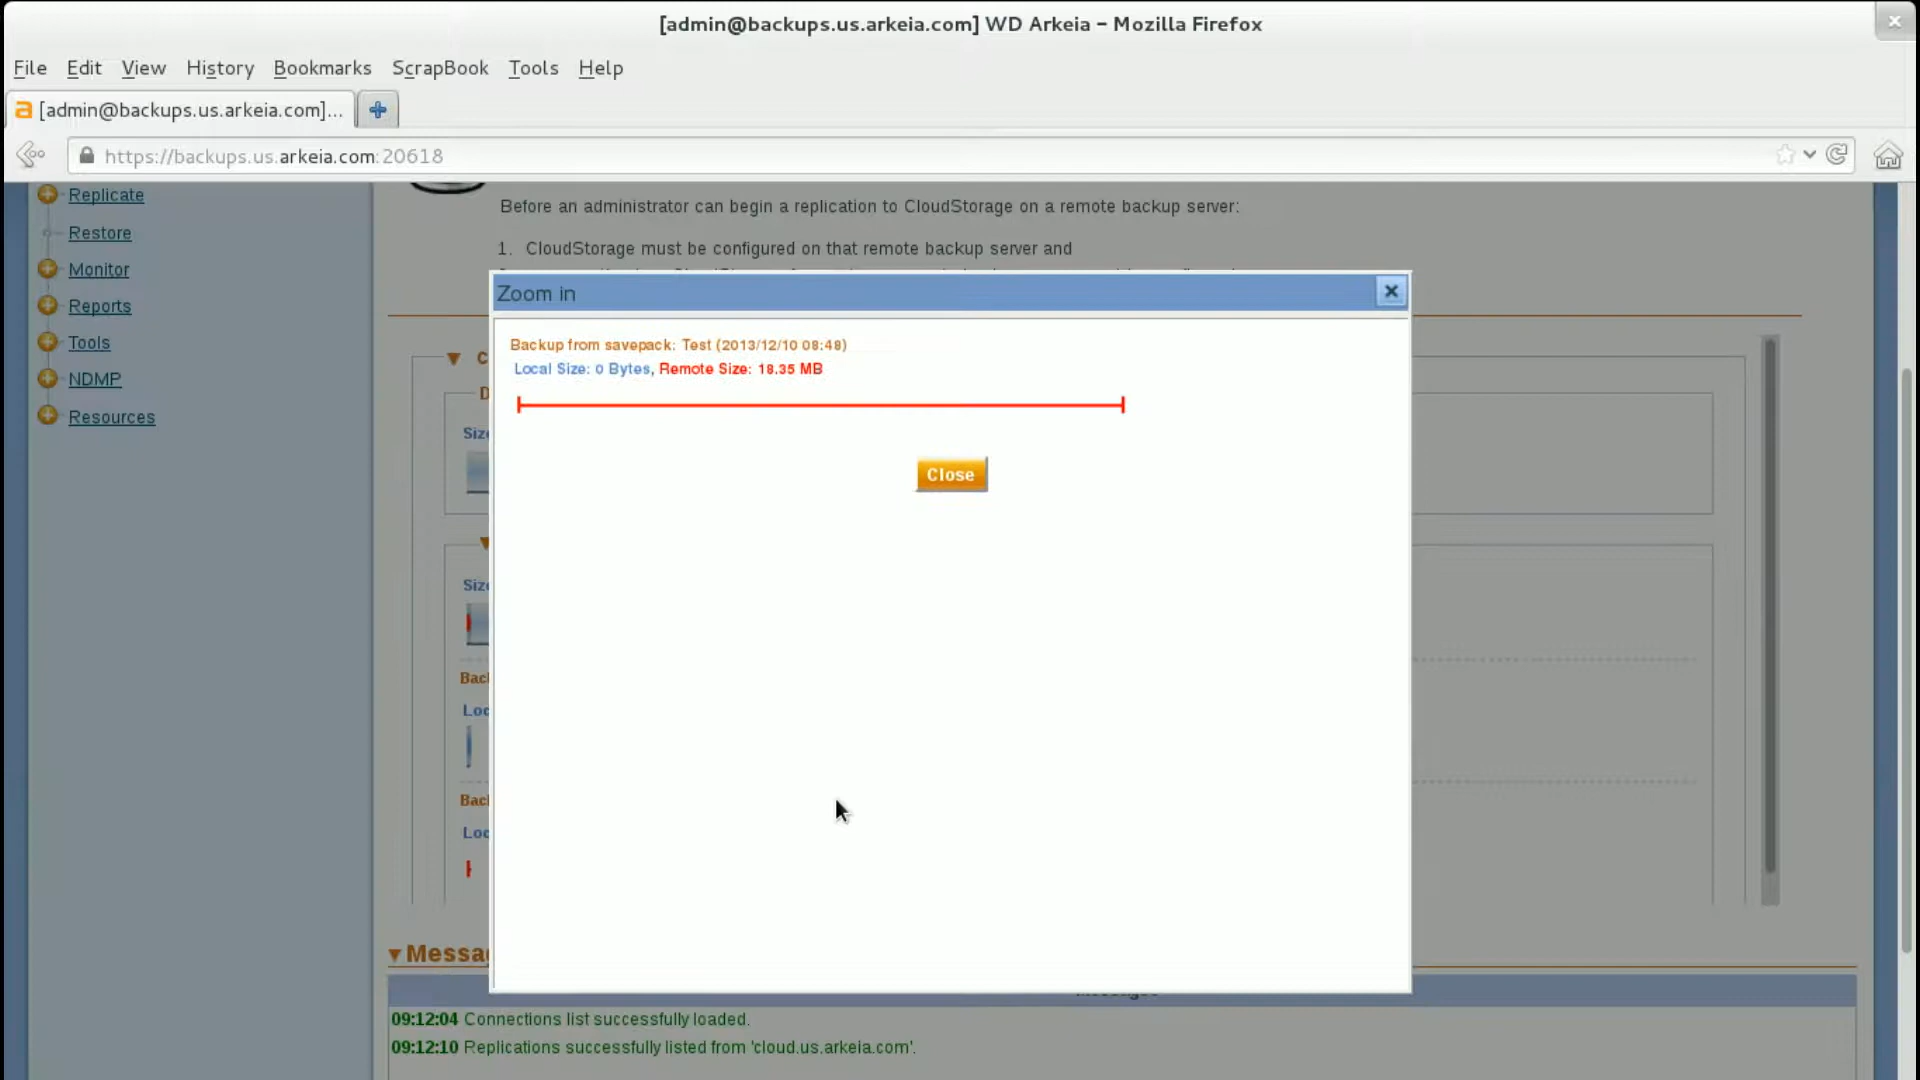 [admin@backups.us.arkeia.com] WD Arkeia - Mozilla Firefox
File Edit View History Bookmarks ScrapBook Tools Help
[admin@backups.us.arkeia.com]...
https://backups.us.arkeia.com:20618
Replicate
Restore
Monitor
Reports
Tools
NDMP
Resources
Before an administrator can begin a replication to CloudStorage on a remote backup server:
1. CloudStorage must be configured on that remote backup server and
Zoom in
Backup from savepack: Test (2013/12/10 08:48)
Local Size: 0 Bytes, Remote Size: 18.35 MB
Close
09:12:04 Connections list successfully loaded.
09:12:10 Replications successfully listed from 'cloud.us.arkeia.com'.